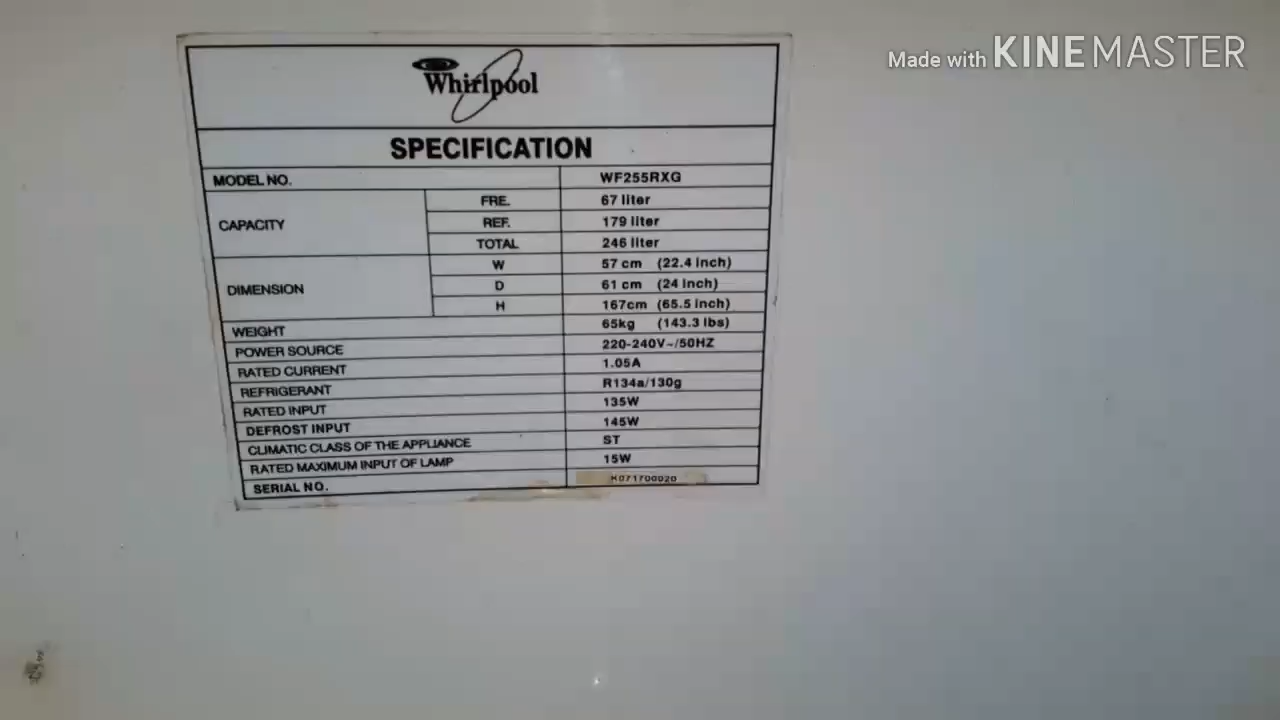 Made with KINEMASTER
Whirlpool
SPECIFICATION
MODEL NO. WF255RXG
CAPACITY FRE. 67 liter
REF. 179 liter
TOTAL 246 liter
DIMENSION W 57 cm (22.4 inch)
D 61 cm (24 inch)
H 167cm (65.5 inch)
WEIGHT 65kg (143.3 lbs)
POWER SOURCE 220-240V~/50HZ
RATED CURRENT 1.05A
REFRIGERANT R134a/130g
RATED INPUT 135W
DEFROST INPUT 145W
CLIMATIC CLASS OF THE APPLIANCE ST
RATED MAXIMUM INPUT OF LAMP 15W
SERIAL NO.